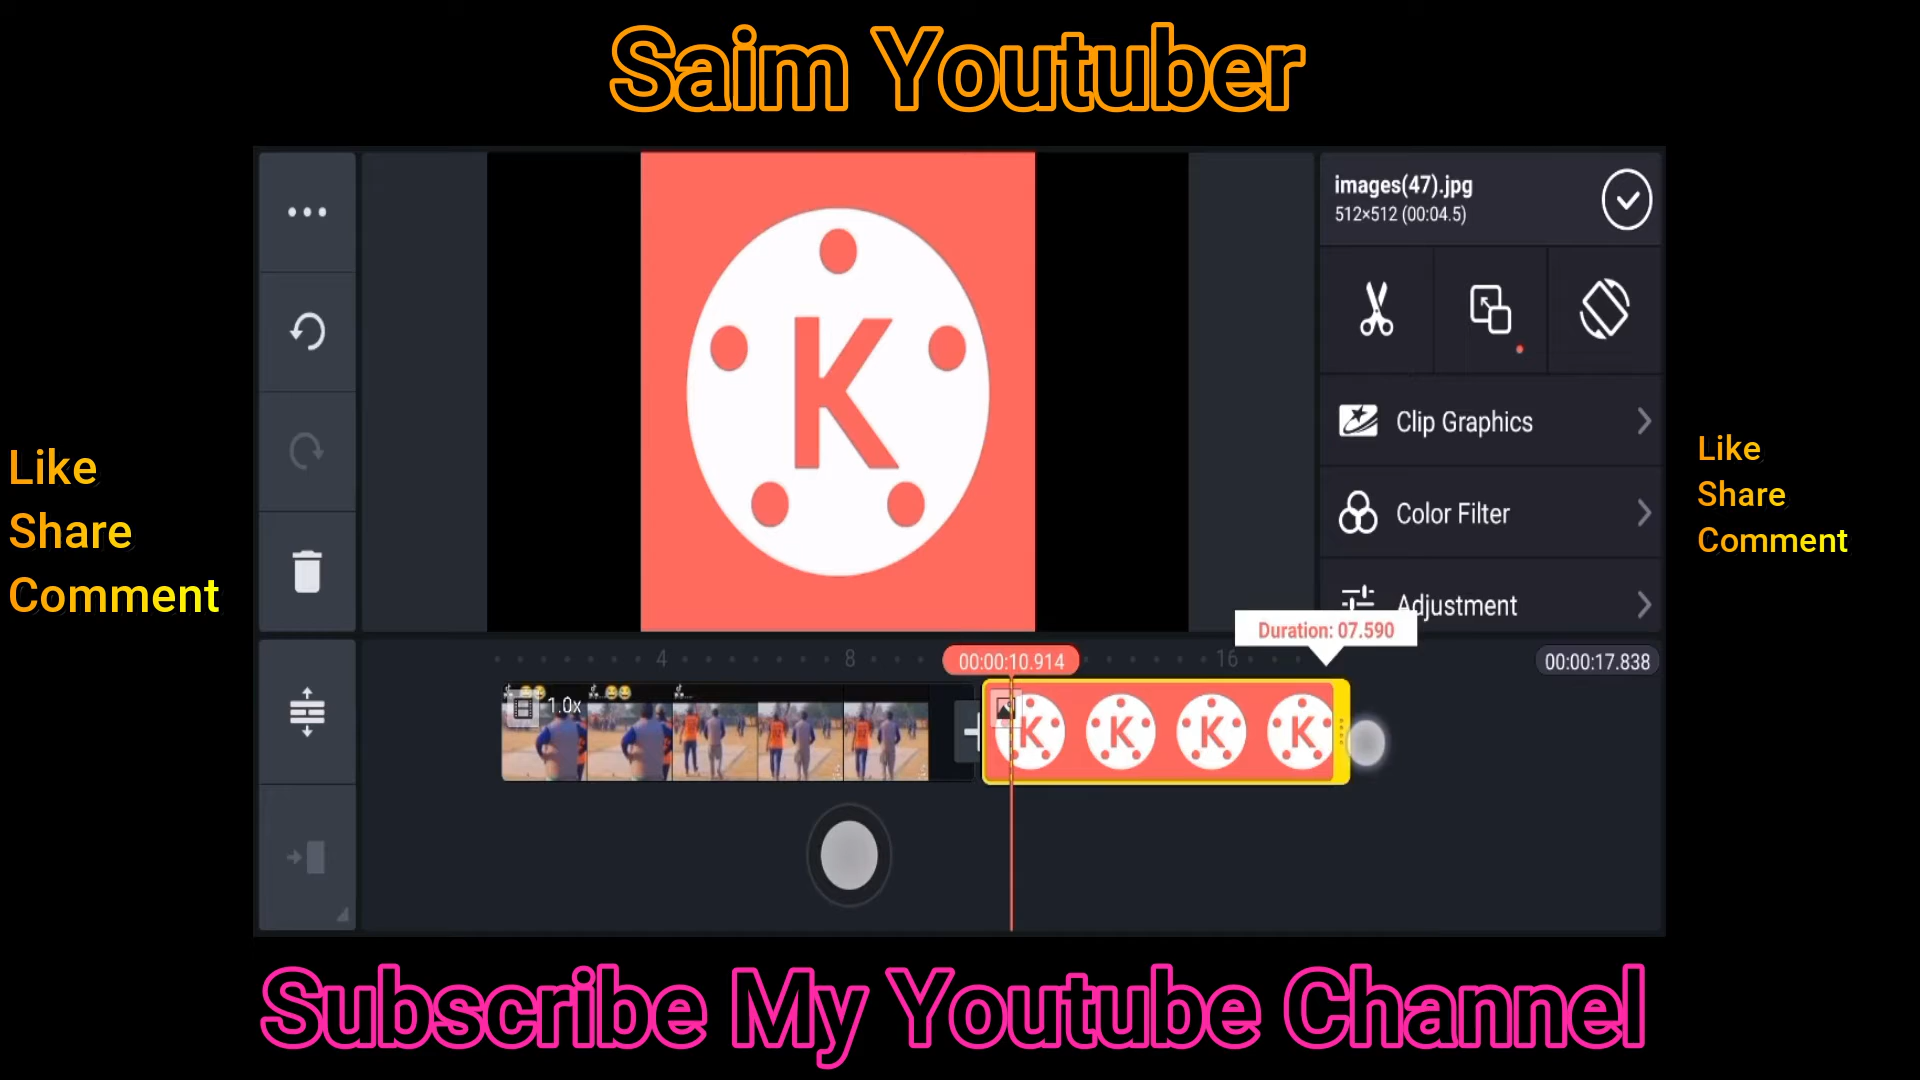 Saim Youtuber
images(47).jpg
512×512 (00:04.5)
K
Clip Graphics
Color Filter
Adjustment
Like
Share
Comment
Like
Share
Comment
Duration: 07.590
4
8
00:00:10.914
16
00:00:17.838
1.0x
K
K
K
K
Subscribe My Youtube Channel